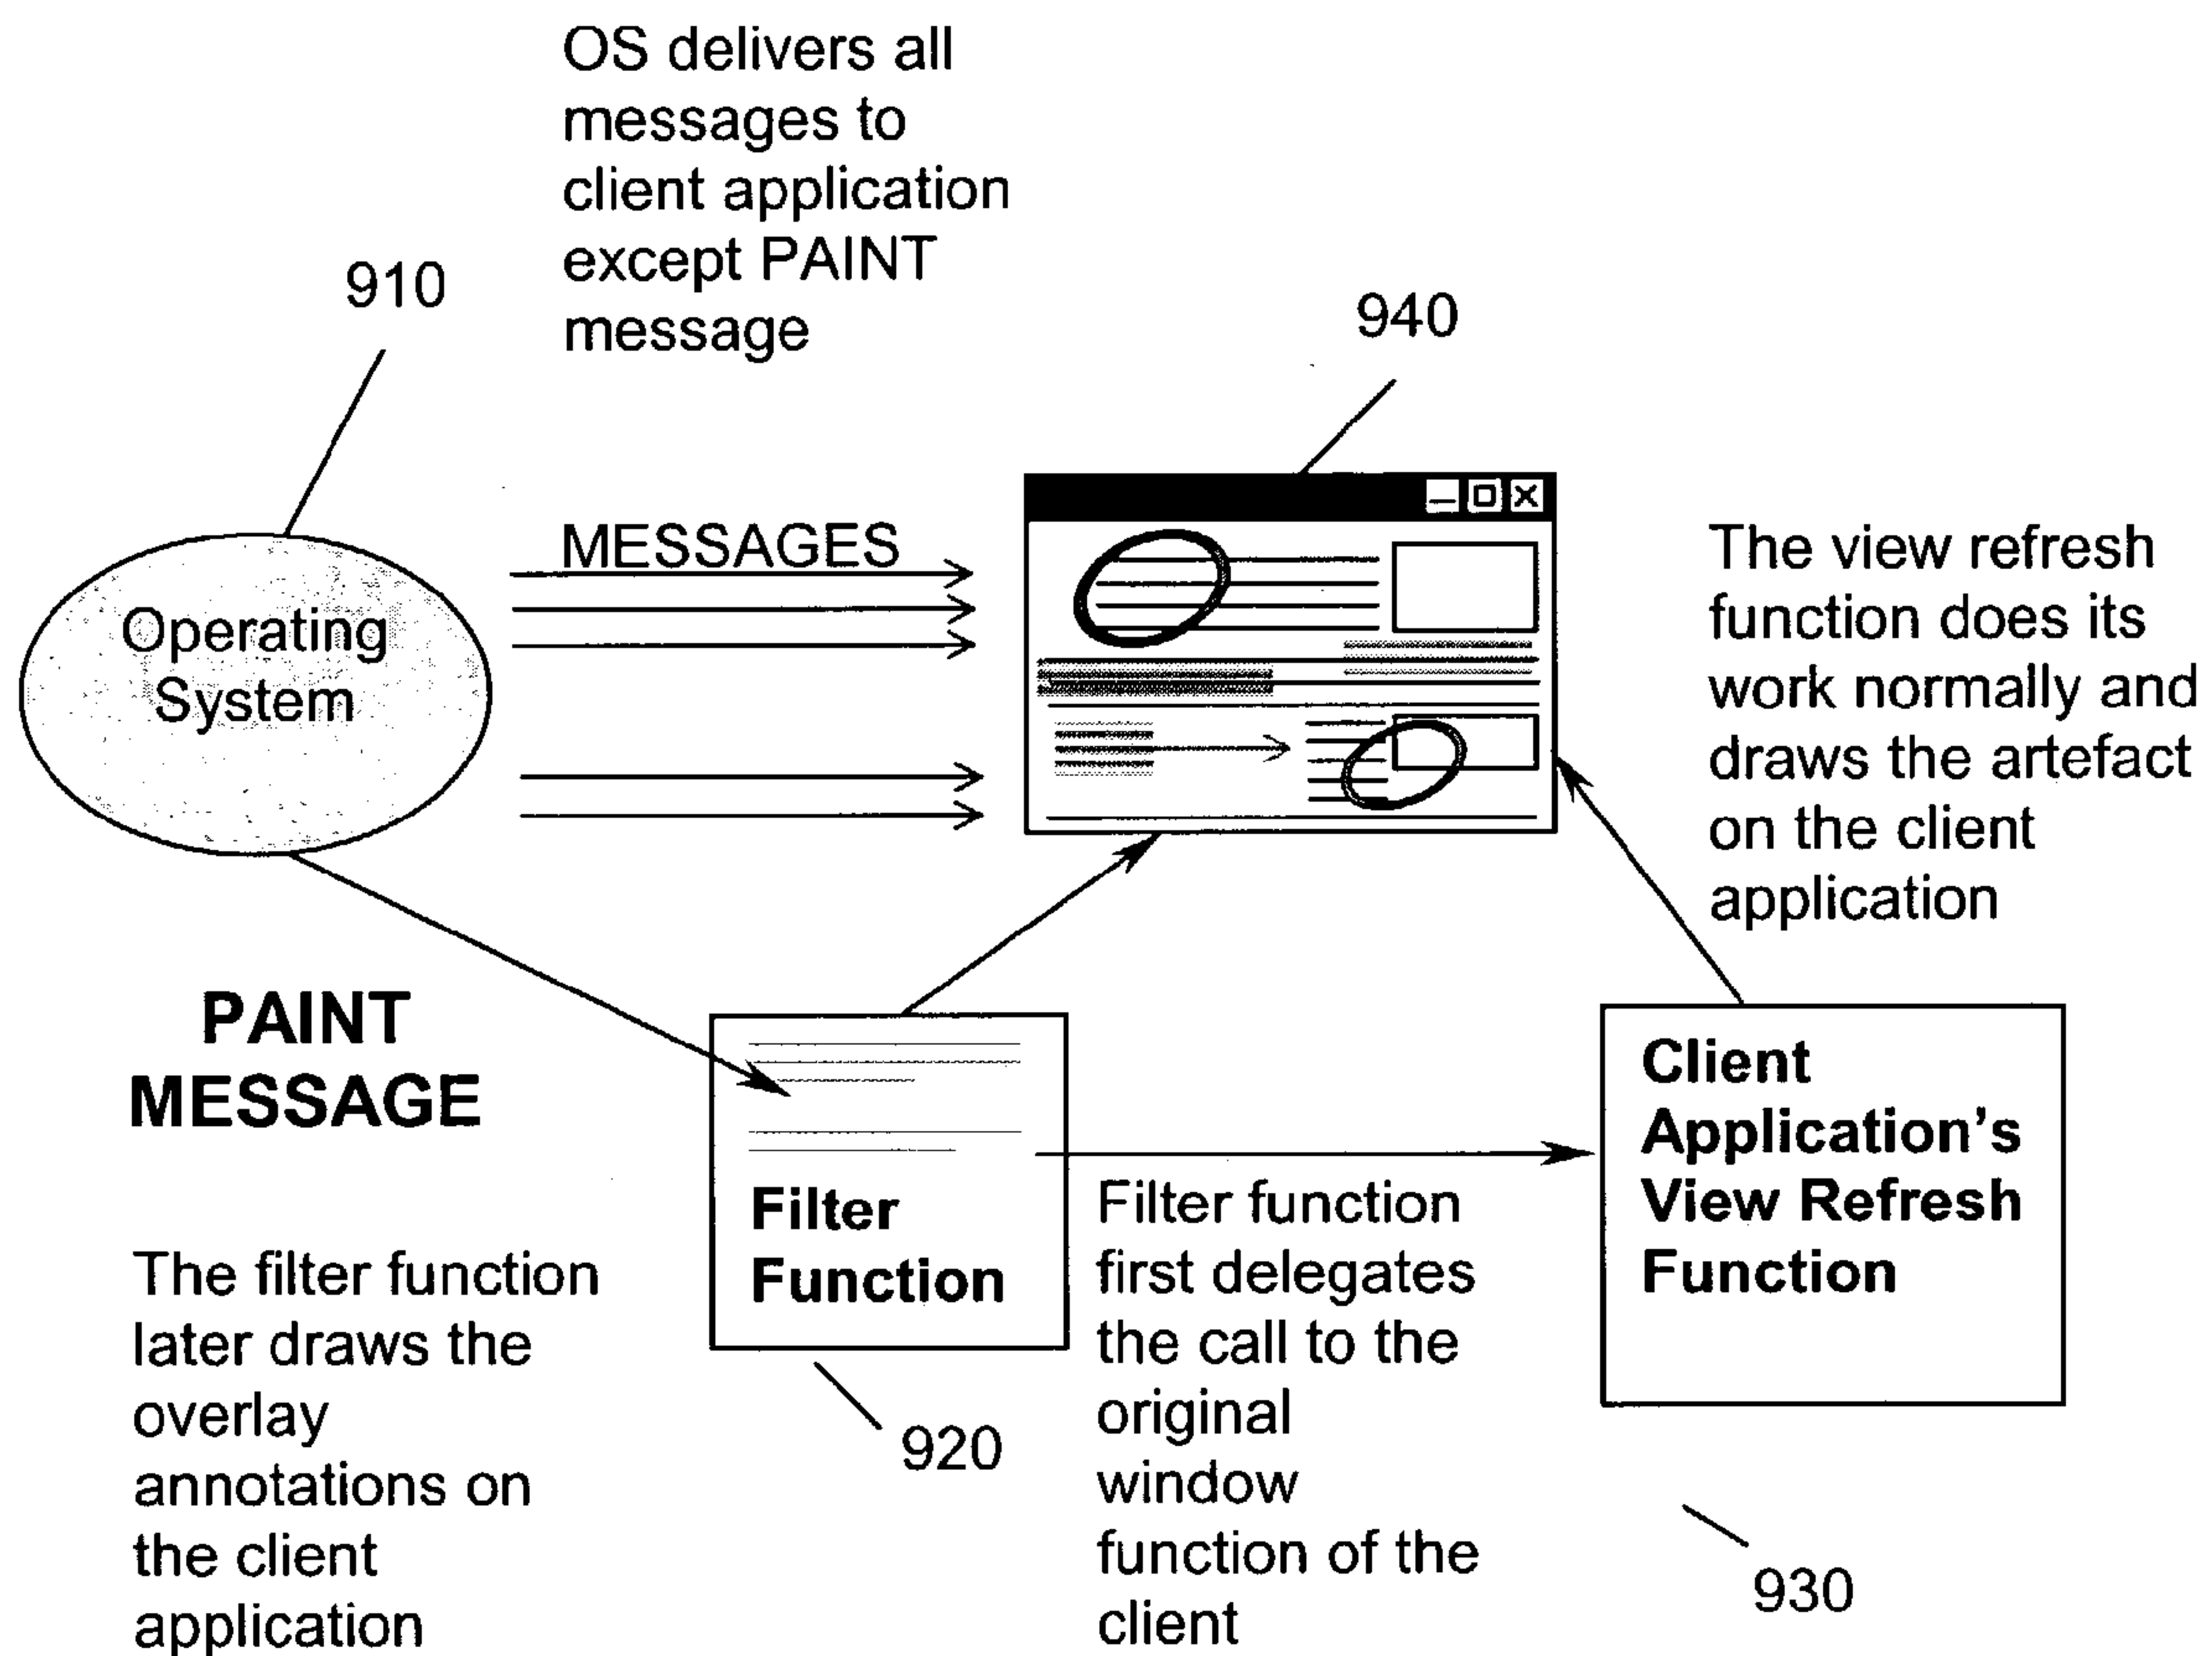 OS delivers all
messages to
client application
except PAINT
message
910
940
MESSAGES
Operating
System
The view refresh
function does its
work normally and
draws the artefact
on the client
application
PAINT
MESSAGE
Filter
Function
Client
Application's
View Refresh
Function
The filter function
later draws the
overlay
annotations on
the client
application
920
Filter function
first delegates
the call to the
original
window
function of the
client
930